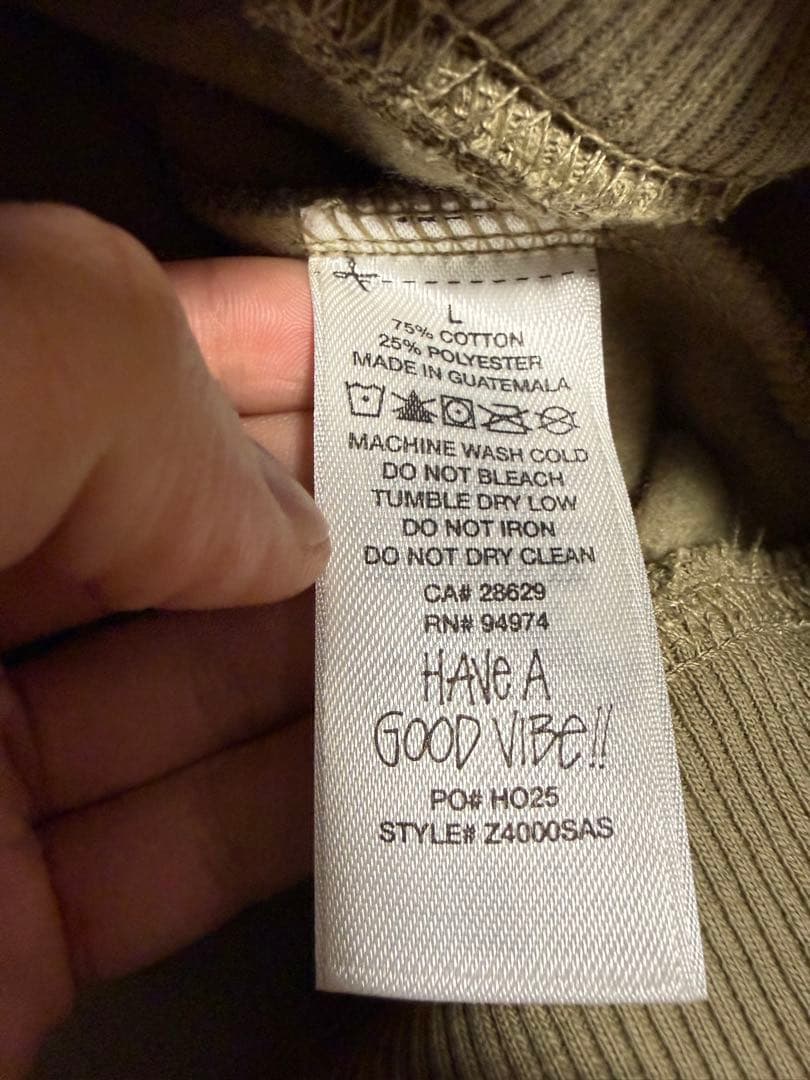 L
75% COTTON
25% POLYESTER
MADE IN GUATEMALA
MACHINE WASH COLD
DO NOT BLEACH
TUMBLE DRY LOW
DO NOT IRON
DO NOT DRY CLEAN
CA# 28629
RN# 94974
HAVe A
GOOD VIBe!!
PO# HO25
STYLE# Z4000SAS